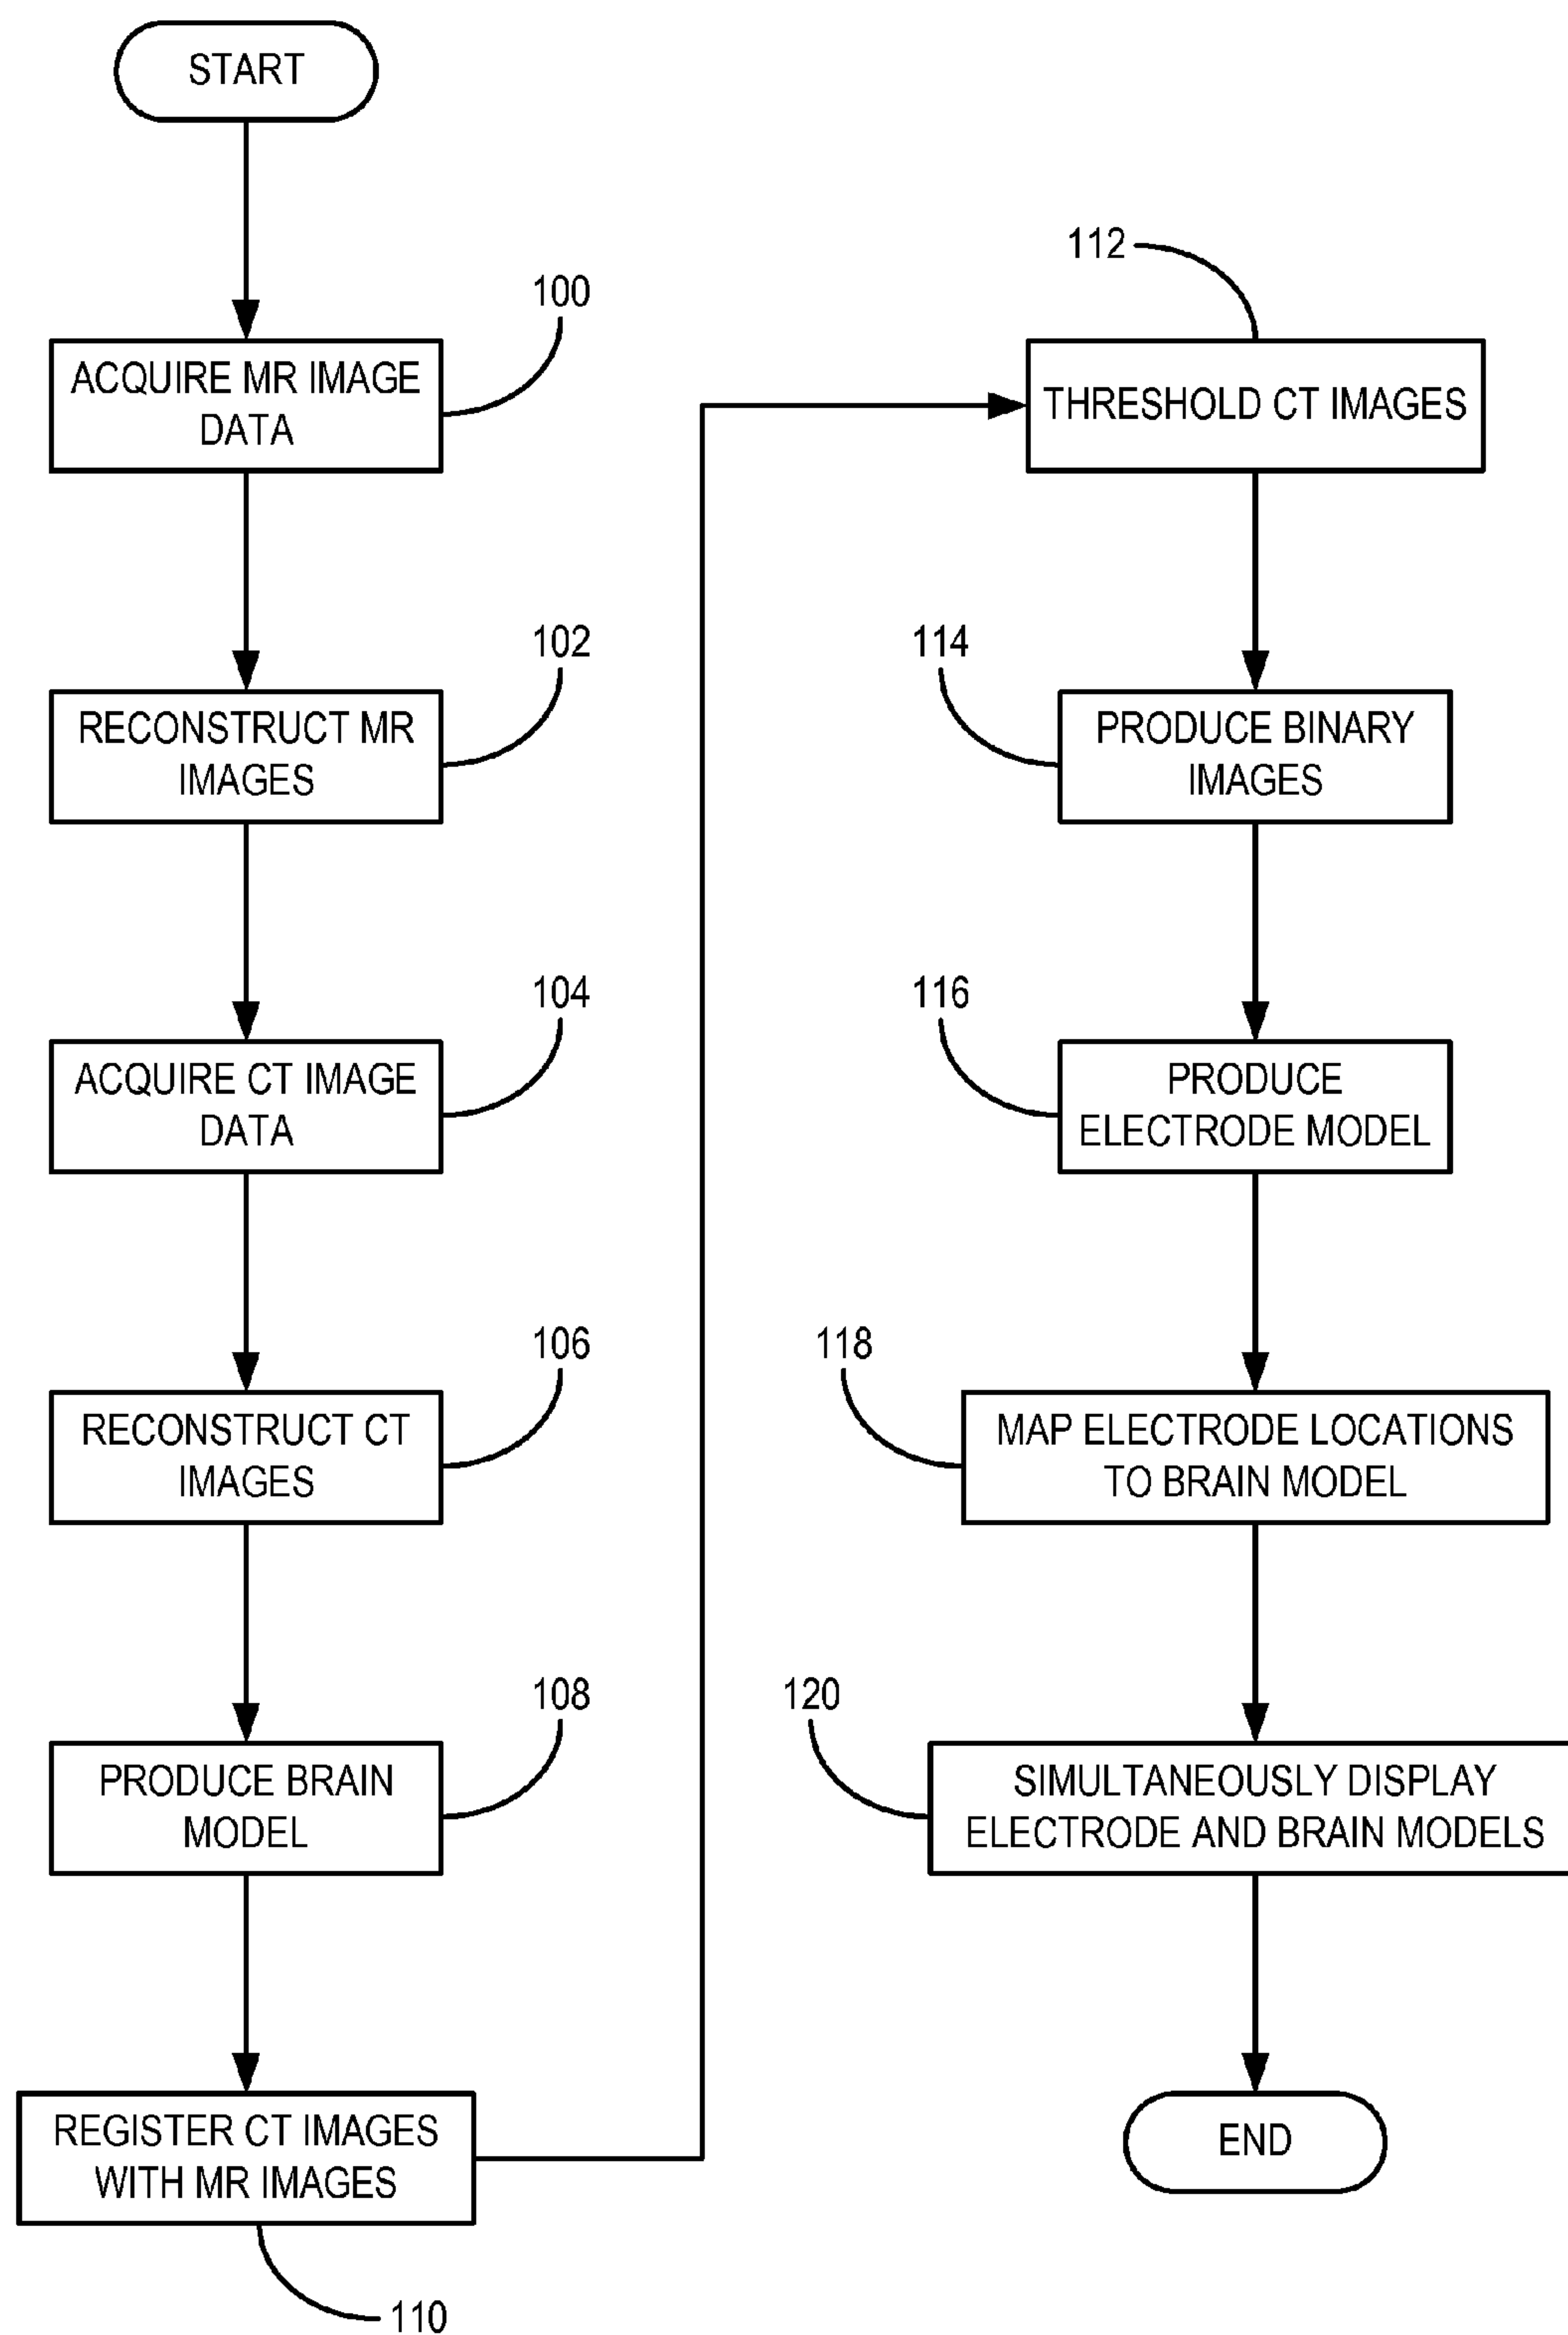 START
100
ACQUIRE MR IMAGE
DATA
102
RECONSTRUCT MR
IMAGES
104
ACQUIRE CT IMAGE
DATA
106
RECONSTRUCT CT
IMAGES
108
PRODUCE BRAIN
MODEL
REGISTER CT IMAGES
WITH MR IMAGES
110
112
THRESHOLD CT IMAGES
114
PRODUCE BINARY
IMAGES
116
PRODUCE
ELECTRODE MODEL
118
MAP ELECTRODE LOCATIONS
TO BRAIN MODEL
120
SIMULTANEOUSLY DISPLAY
ELECTRODE AND BRAIN MODELS
END